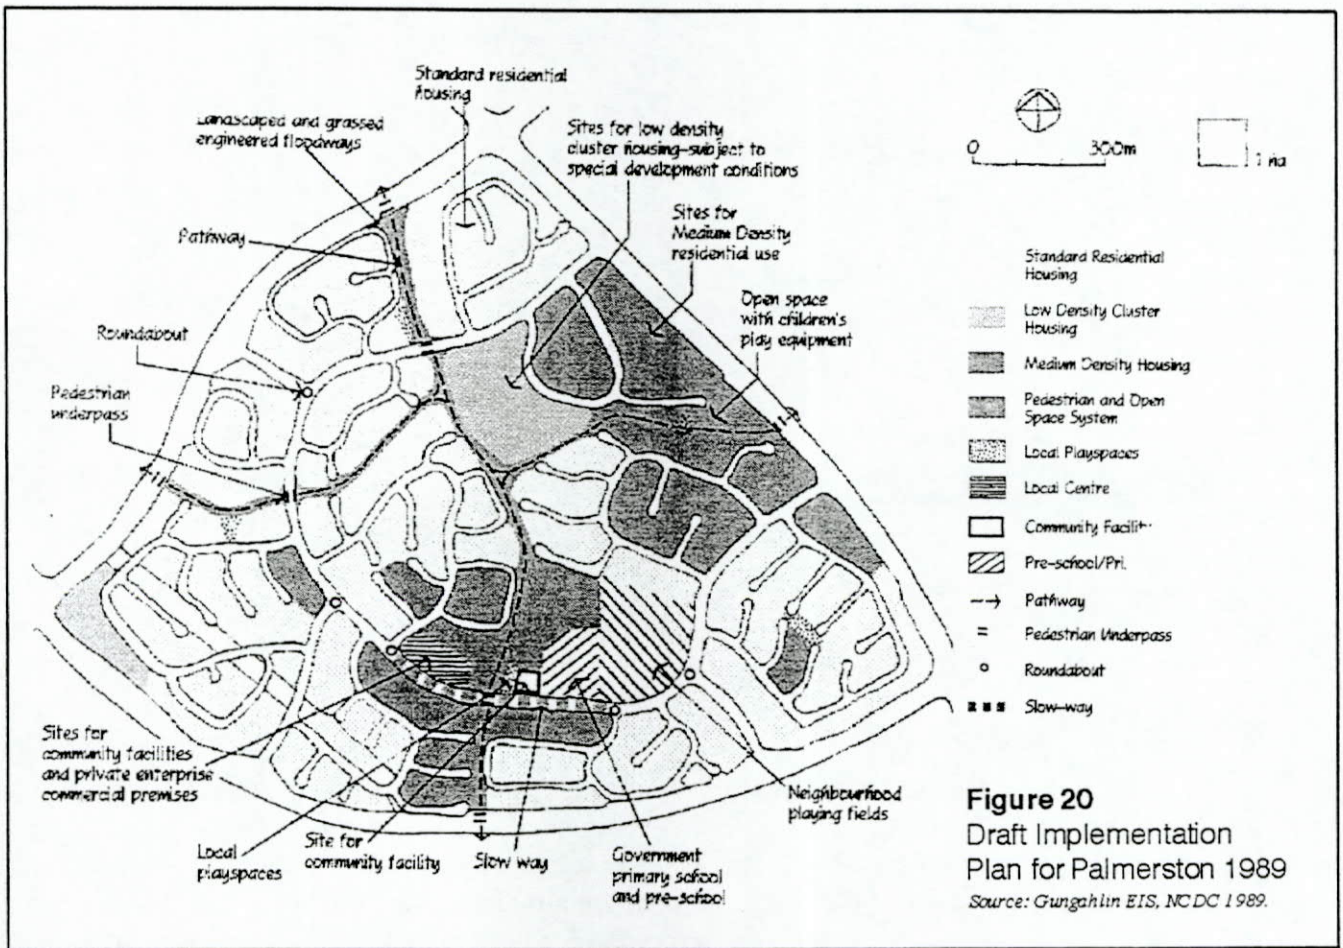 Standard residential
housing
Landscaped and grassed
engineered floodways
Sites for low density
cluster housing-subject to
special development conditions
Pathway
Sites for
Medium Density
residential use
Open space
with children's
play equipment
Roundabout
Pedestrian
underpass
Sites for
community facilities
and private enterprise
commercial premises
Local
playspaces
Site for
community facility
Slow way
Government
primary school
and pre-school
Neighbourhood
playing fields
0 300m
1 ha
Standard Residential
Housing
Low Density Cluster
Housing
Medium Density Housing
Pedestrian and Open
Space System
Local Playspaces
Local Centre
Community Facilit
Pre-school/Pri.
Pathway
Pedestrian Underpass
Roundabout
Slow-way
Figure 20
Draft Implementation
Plan for Palmerston 1989
Source: Gungahlin EIS, NCDC 1989.